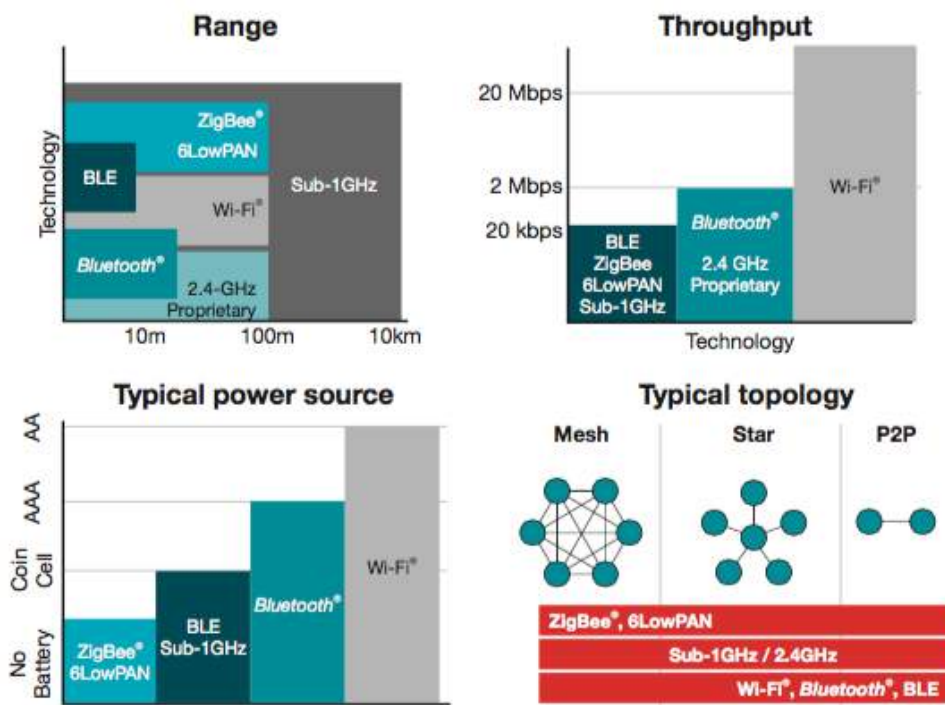 Range
Technology
ZigBee®
6LowPAN
BLE
Sub-1GHz
Wi-Fi®
Bluetooth®
2.4-GHz
Proprietary
10m
100m
10km
Throughput
20 Mbps
2 Mbps
20 kbps
BLE
ZigBee
6LowPAN
Sub-1GHz
Bluetooth®
2.4 GHz
Proprietary
Wi-Fi®
Technology
Typical power source
AA
AAA
Coin
Cell
No
Battery
ZigBee®
6LowPAN
BLE
Sub-1GHz
Bluetooth®
Wi-Fi®
Typical topology
Mesh
Star
P2P
ZigBee®, 6LowPAN
Sub-1GHz / 2.4GHz
Wi-Fi®, Bluetooth®, BLE